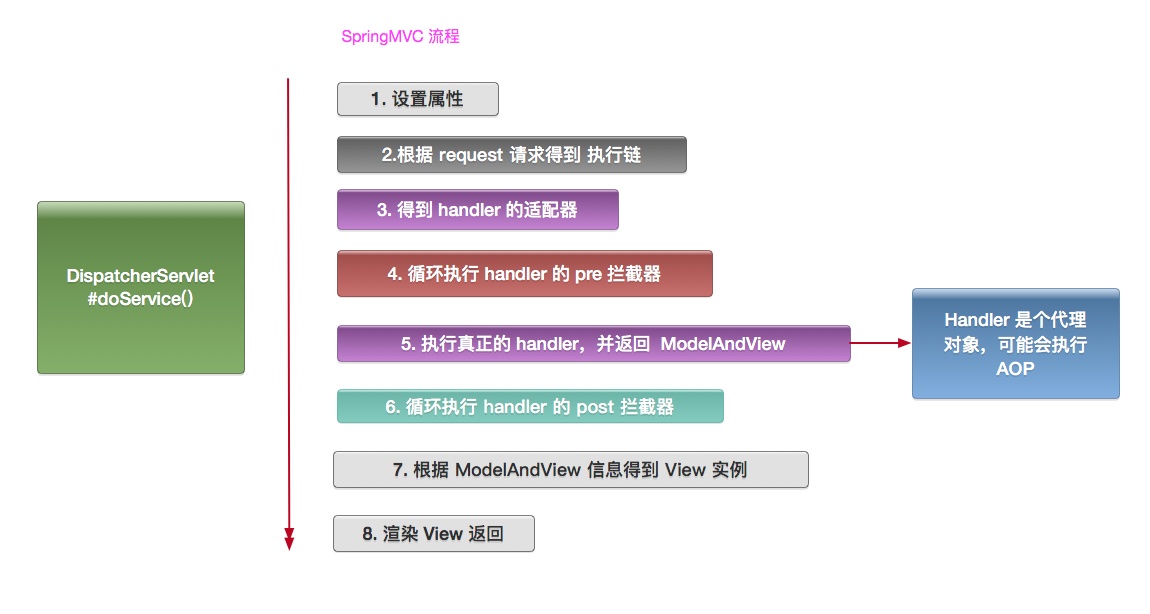 SpringMVC 流程
1. 设置属性
2.根据 request 请求得到 执行链
3. 得到 handler 的适配器
4. 循环执行 handler 的 pre 拦截器
DispatcherServlet
#doService()
5. 执行真正的 handler，并返回 ModelAndView
Handler 是个代理
对象，可能会执行
AOP
6. 循环执行 handler 的 post 拦截器
7. 根据 ModelAndView 信息得到 View 实例
8. 渲染 View 返回